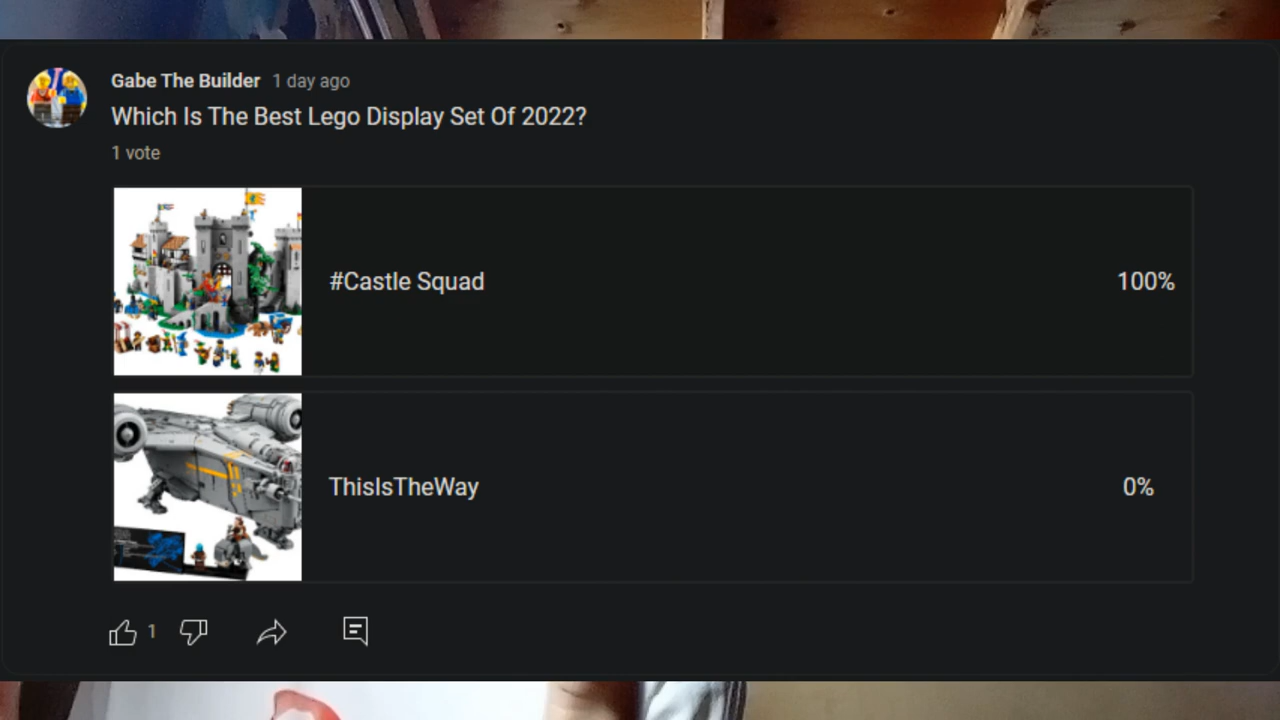 Gabe The Builder 1 day ago
Which Is The Best Lego Display Set Of 2022?
1 vote
#Castle Squad 100%
ThisIsTheWay 0%
1